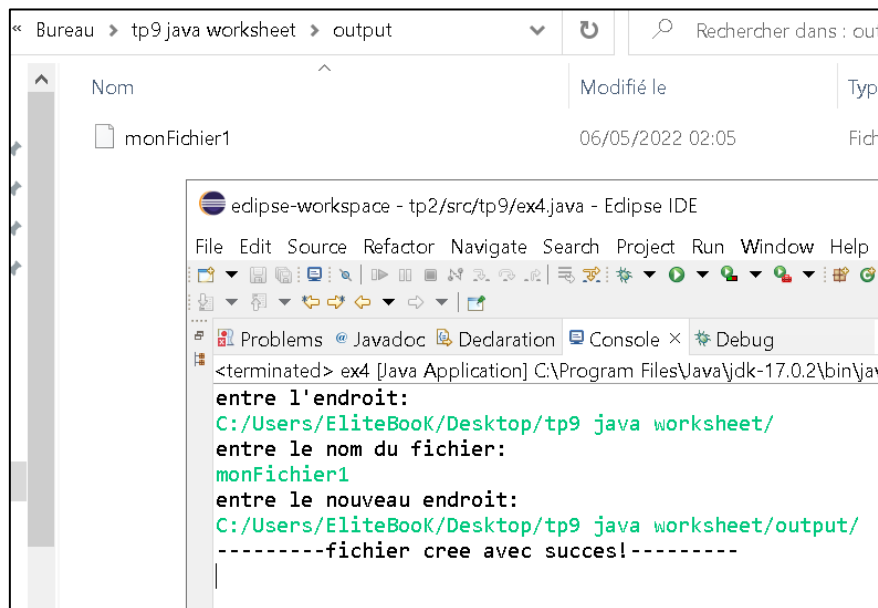 « Bureau > tp9 java worksheet > output
Rechercher dans : out
Nom
Modifié le
Typ
monFichier1
06/05/2022 02:05
Fich
eclipse-workspace - tp2/src/tp9/ex4.java - Eclipse IDE
File Edit Source Refactor Navigate Search Project Run Window Help
Problems @ Javadoc Declaration Console × Debug
<terminated> ex4 [Java Application] C:\Program Files\Java\jdk-17.0.2\bin\jav
entre l'endroit:
C:/Users/EliteBooK/Desktop/tp9 java worksheet/
entre le nom du fichier:
monFichier1
entre le nouveau endroit:
C:/Users/EliteBooK/Desktop/tp9 java worksheet/output/
---------fichier cree avec succes!---------